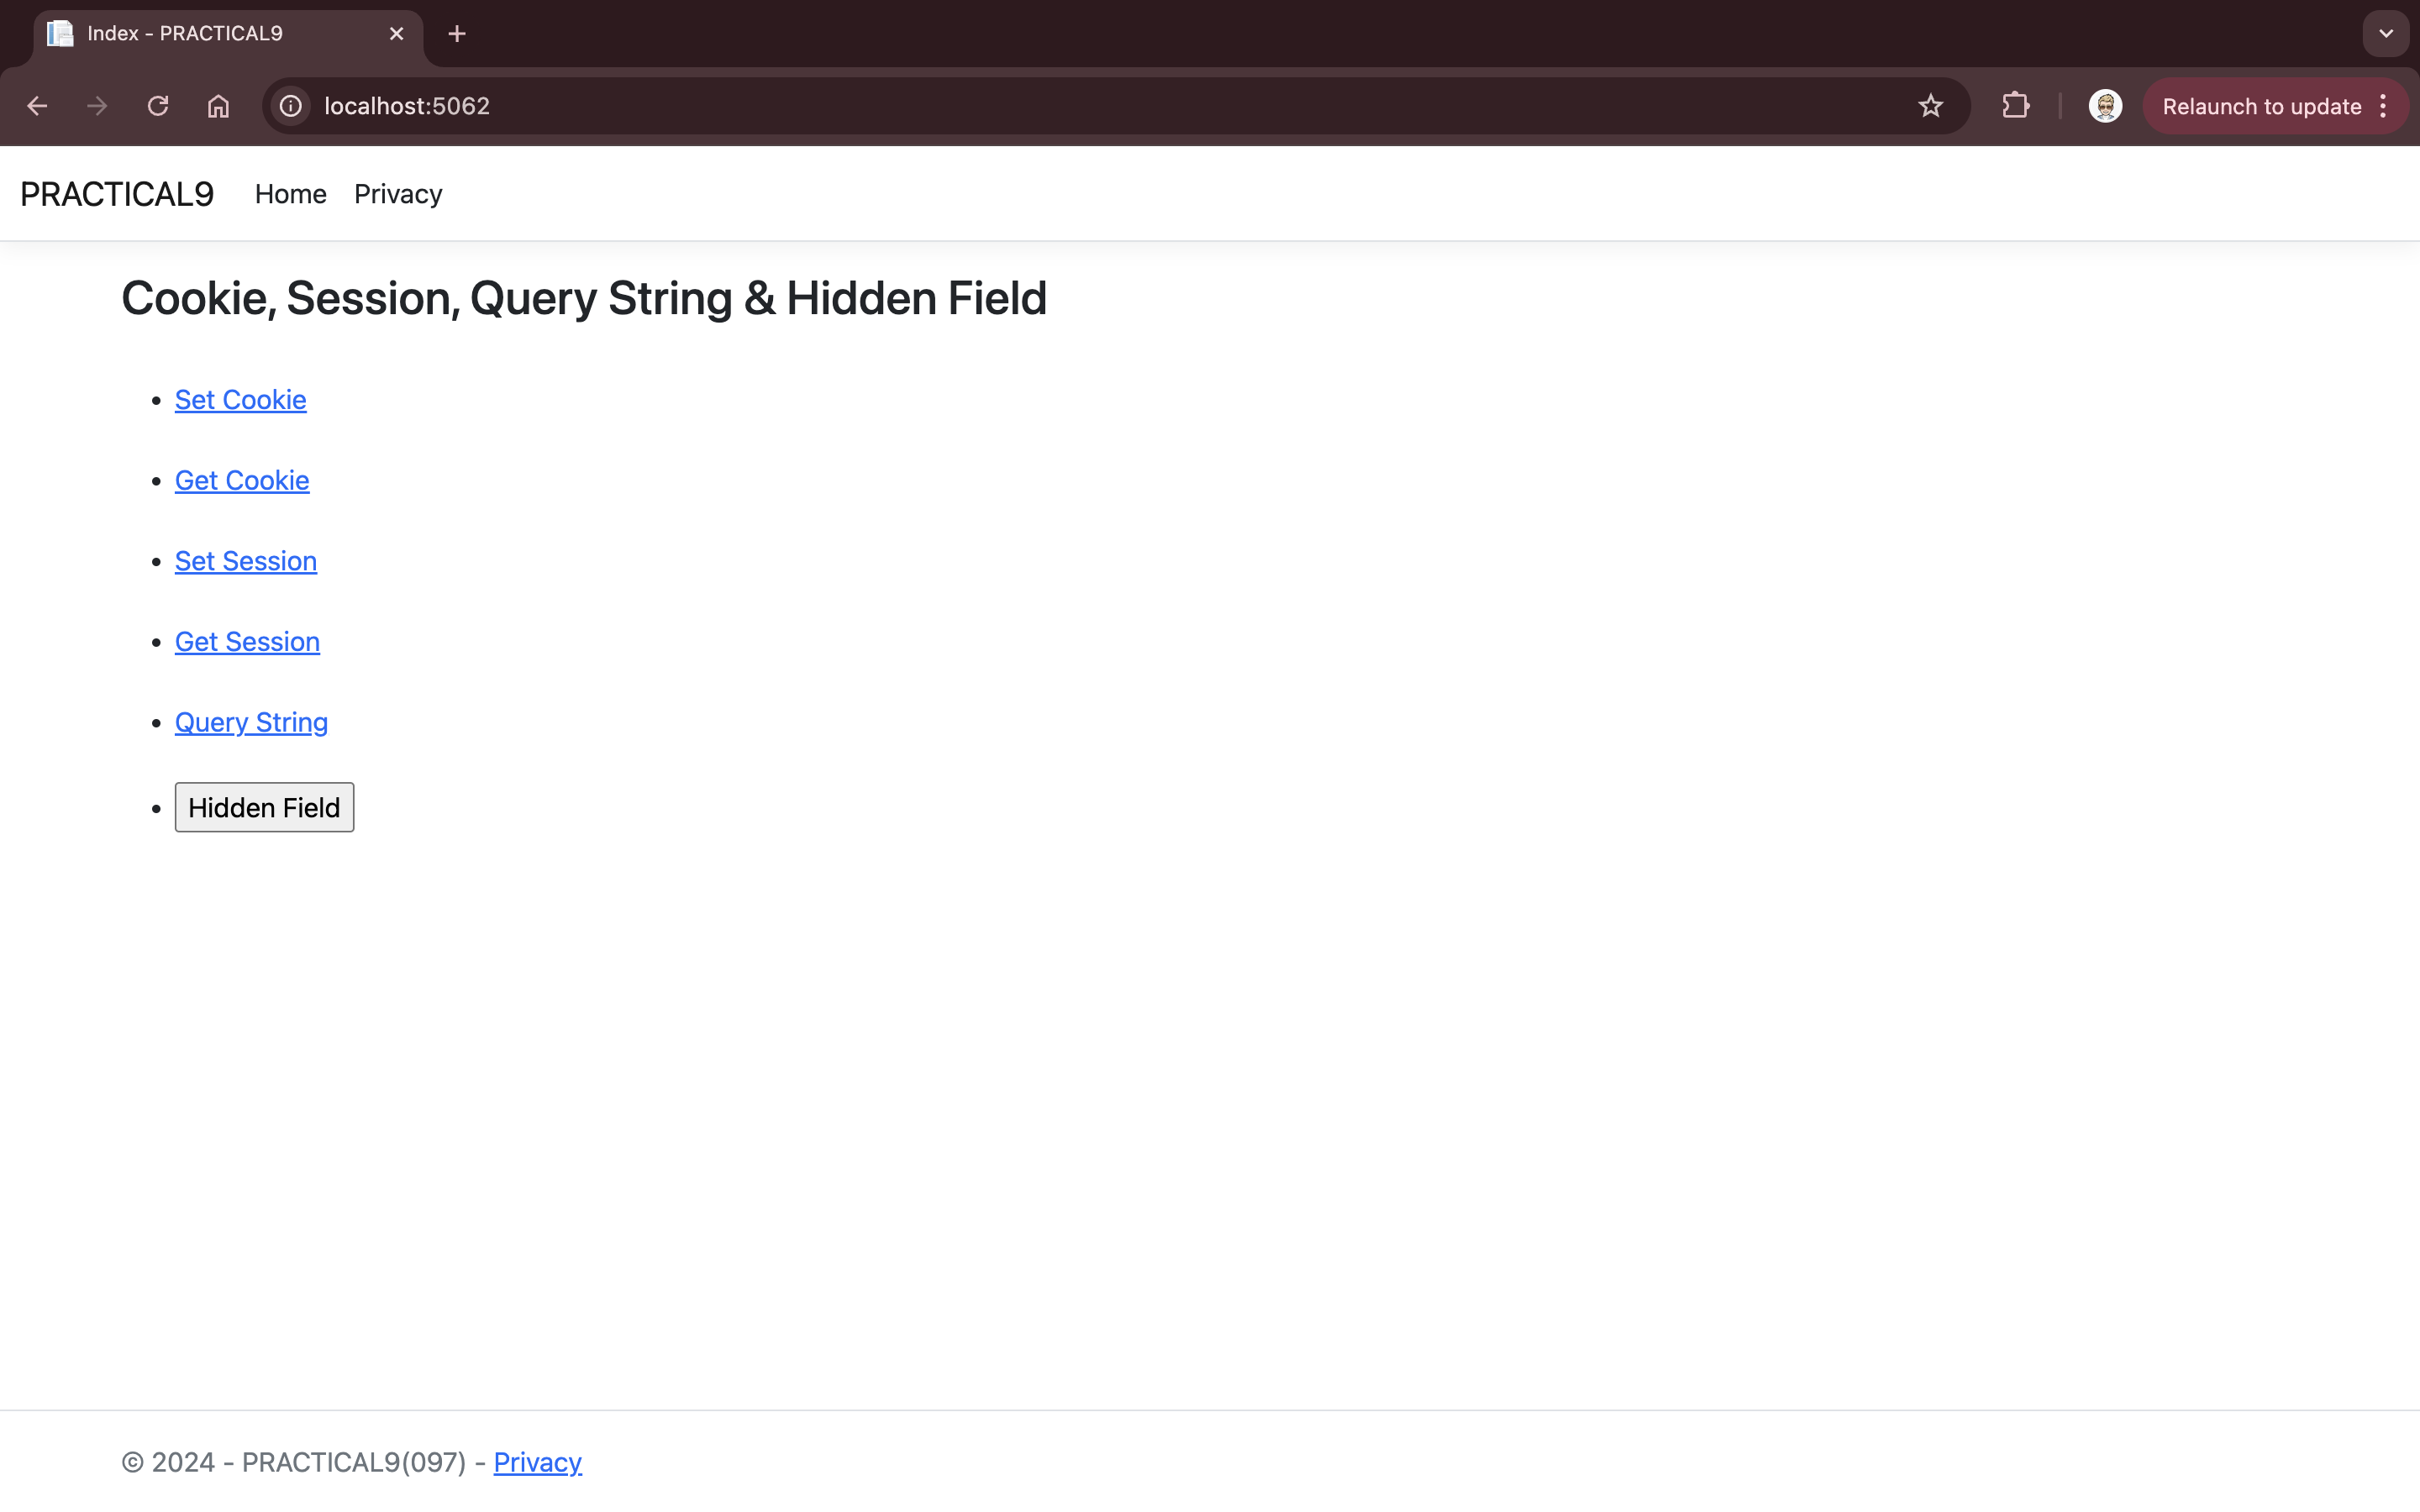 Index - PRACTICAL9
localhost:5062
Relaunch to update
PRACTICAL9 Home Privacy
Cookie, Session, Query String & Hidden Field
Set Cookie
Get Cookie
Set Session
Get Session
Query String
Hidden Field
© 2024 - PRACTICAL9(097) - Privacy